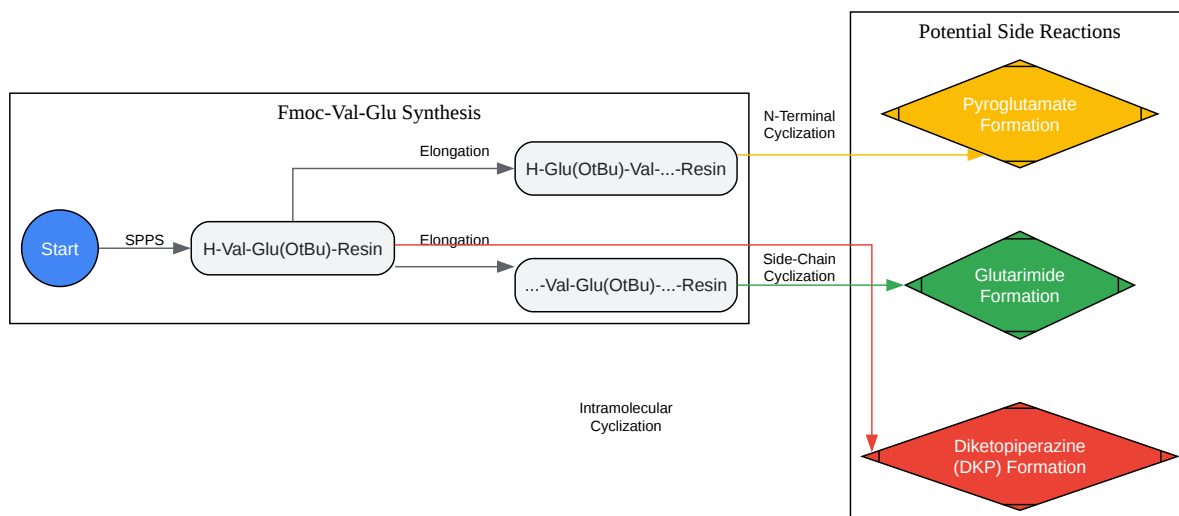 Potential Side Reactions
Fmoc-Val-Glu Synthesis
Pyroglutamate
Formation
N-Terminal
Cyclization
Elongation
H-Glu(OtBu)-Val-...-Resin
Start
SPPS
H-Val-Glu(OtBu)-Resin
Elongation
...-Val-Glu(OtBu)-...-Resin
Side-Chain
Cyclization
Glutarimide
Formation
Intramolecular
Cyclization
Diketopiperazine
(DKP) Formation